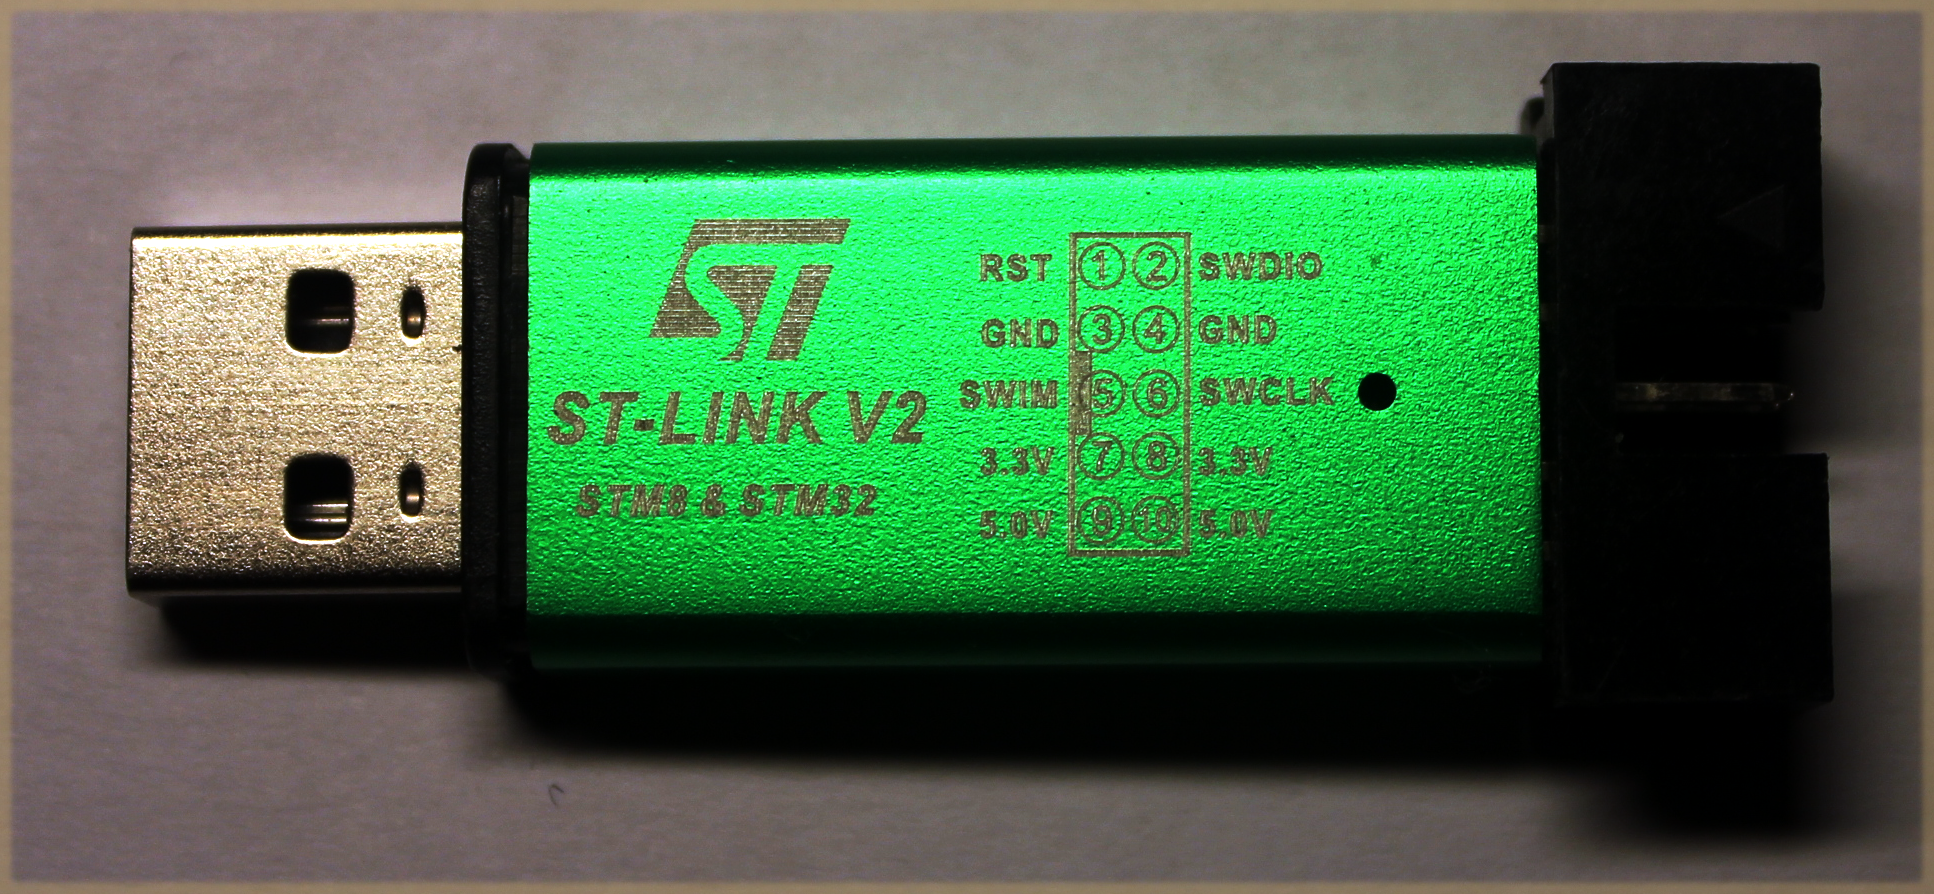 ST
ST-LINK V2
STM8 & STM32
RST 1 2 SWDIO
GND 3 4 GND
SWIM 5 6 SWCLK
3.3V 7 8 3.3V
5.0V 9 10 5.0V